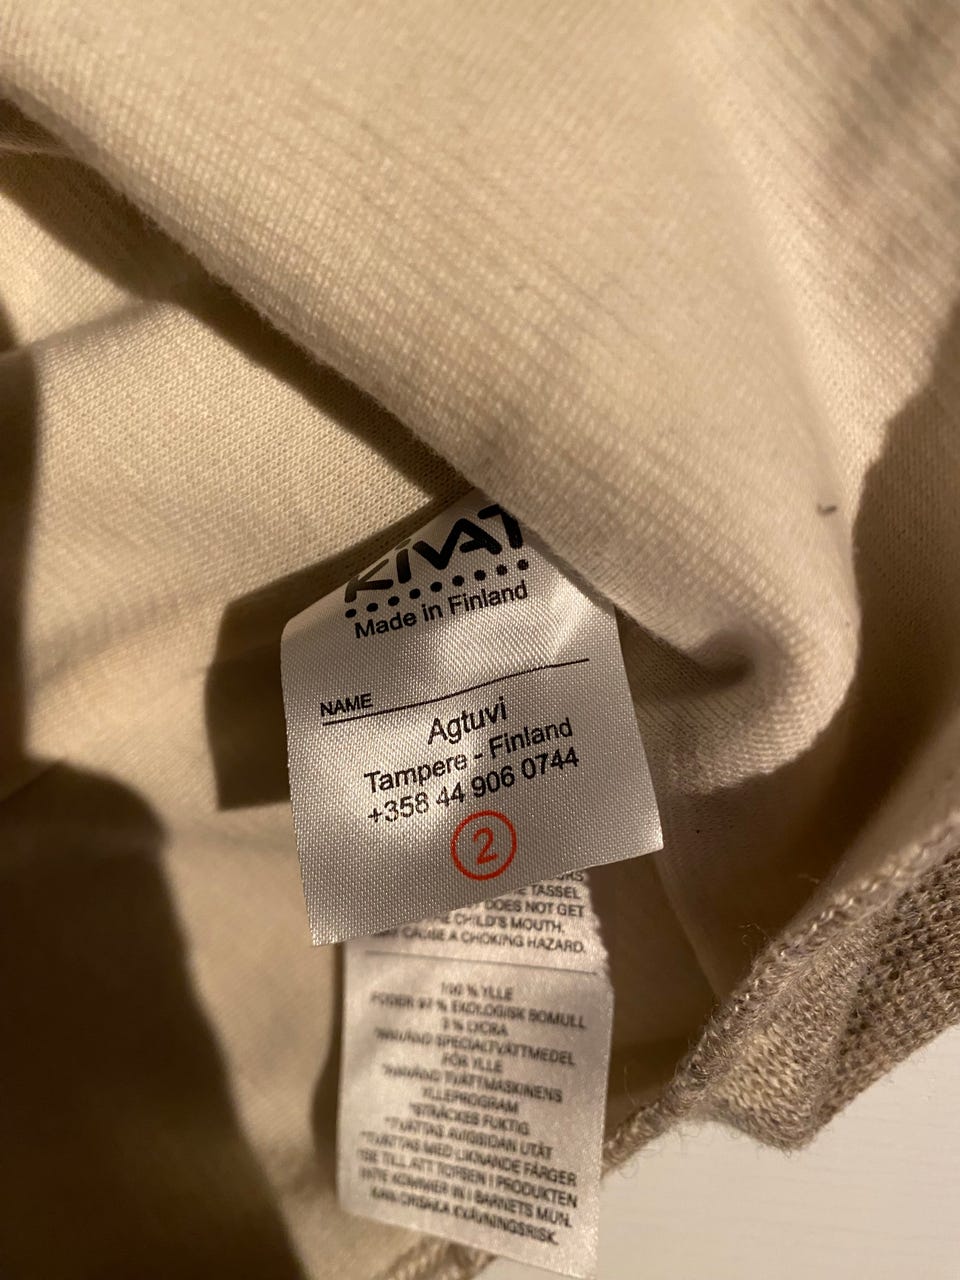 KIVAT
Made in Finland
NAME
Agtuvi
Tampere - Finland
+358 44 906 0744
2
TASSEL
DOES NOT GET
CHILD'S MOUTH,
CAUSE A CHOKING HAZARD.
100 % YLLE
FODER 97 % EKOLOGISK BOMULL
3 % LYCRA
*ANVÄND SPECIALTVÄTTMEDEL
FÖR YLLE
*ANVÄND TVÄTTMASKINENS
YLLEPROGRAM
*STRÄCKES FUKTIG
*TVÄTTAS AVIGSIDAN UTÅT
*TVÄTTAS MED LIKNANDE FÄRGER
*SE TILL ATT TOFSEN I PRODUKTEN
INTE KOMMER IN I BARNETS MUN.
KAN ORSAKA KVÄVNINGSRISK.